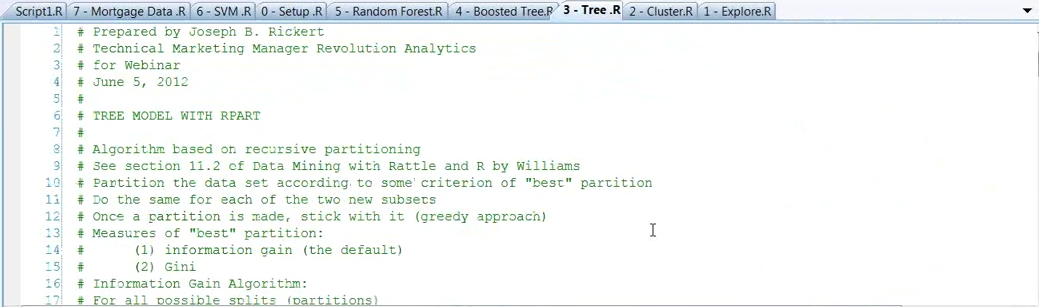 Script1.R 7 - Mortgage Data .R 6 - SVM .R 0 - Setup .R 5 - Random Forest.R 4 - Boosted Tree.R 3 - Tree .R 2 - Cluster.R 1 - Explore.R
1 # Prepared by Joseph B. Rickert
2 # Technical Marketing Manager Revolution Analytics
3 # for Webinar
4 # June 5, 2012
5 #
6 # TREE MODEL WITH RPART
7 #
8 # Algorithm based on recursive partitioning
9 # See section 11.2 of Data Mining with Rattle and R by Williams
10 # Partition the data set according to some criterion of "best" partition
11 # Do the same for each of the two new subsets
12 # Once a partition is made, stick with it (greedy approach)
13 # Measures of "best" partition:
14 # (1) information gain (the default)
15 # (2) Gini
16 # Information Gain Algorithm:
17 # For all possible splits (partitions)